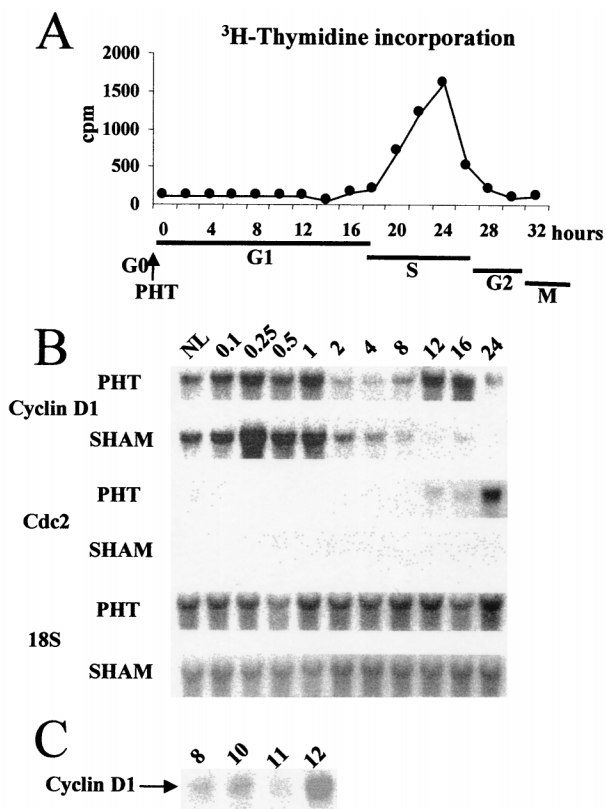 A
³H-Thymidine incorporation
cpm
2000
1500
1000
500
0
0 4 8 12 16 20 24 28 32 hours
G0
PHT
G1
S
G2
M
B
NL 0.1 0.25 0.5 1 2 4 8 12 16 24
Cyclin D1
PHT
SHAM
Cdc2
PHT
SHAM
18S
PHT
SHAM
C
8 10 11 12
Cyclin D1